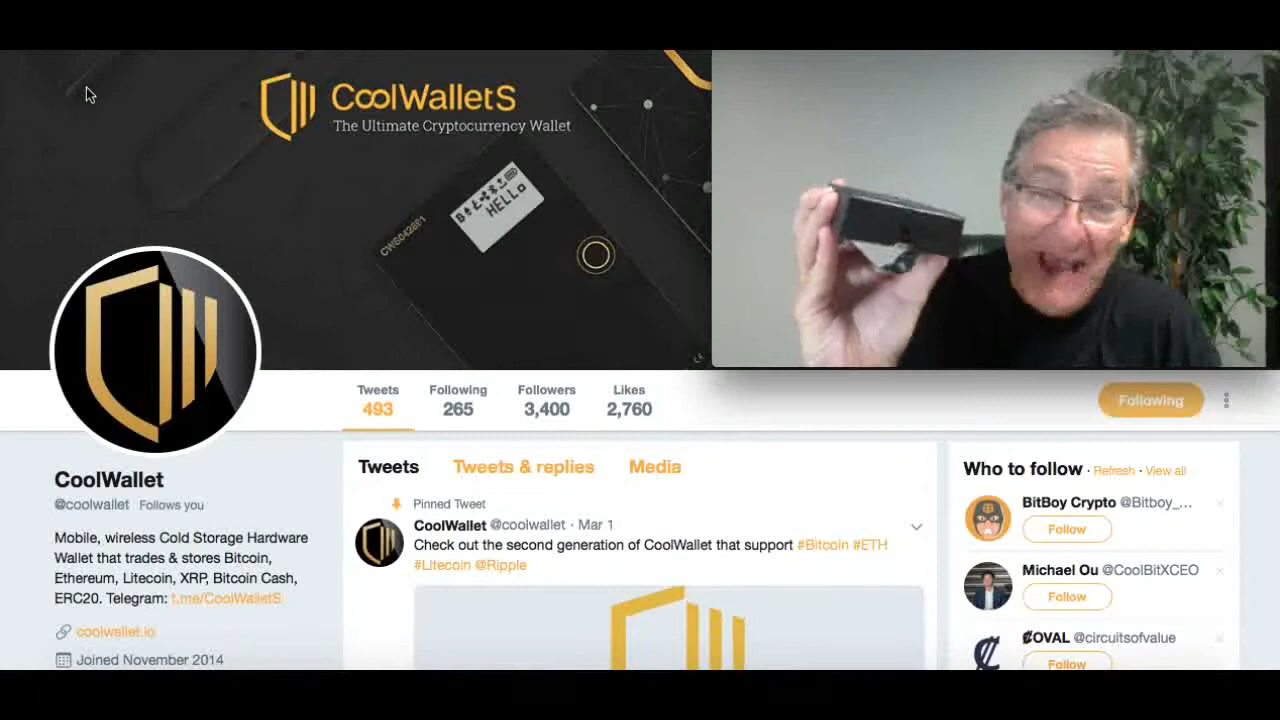 CoolWalletS
The Ultimate Cryptocurrency Wallet
HELLo
CWS042681
Tweets
493
Following
265
Followers
3,400
Likes
2,760
Following
CoolWallet
@coolwallet Follows you
Mobile, wireless Cold Storage Hardware
Wallet that trades & stores Bitcoin,
Ethereum, Litecoin, XRP, Bitcoin Cash,
ERC20. Telegram: t.me/CoolWalletS
coolwallet.io
Joined November 2014
Tweets Tweets & replies Media
Pinned Tweet
CoolWallet @coolwallet · Mar 1
Check out the second generation of CoolWallet that support #Bitcoin #ETH
#Litecoin @Ripple
Who to follow · Refresh · View all
BitBoy Crypto @Bitboy_...
Follow
Michael Ou @CoolBitXCEO
Follow
₡OVAL @circuitsofvalue
Follow